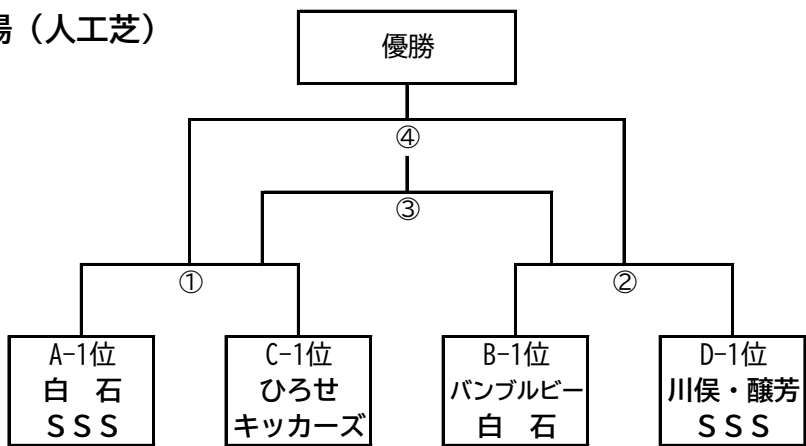 場（人工芝）
優勝
④
③
①
②
A-1位
白　石
ＳＳＳ
C-1位
ひろせ
キッカーズ
B-1位
バンブルビー
白　石
D-1位
川俣・醸芳
ＳＳＳ